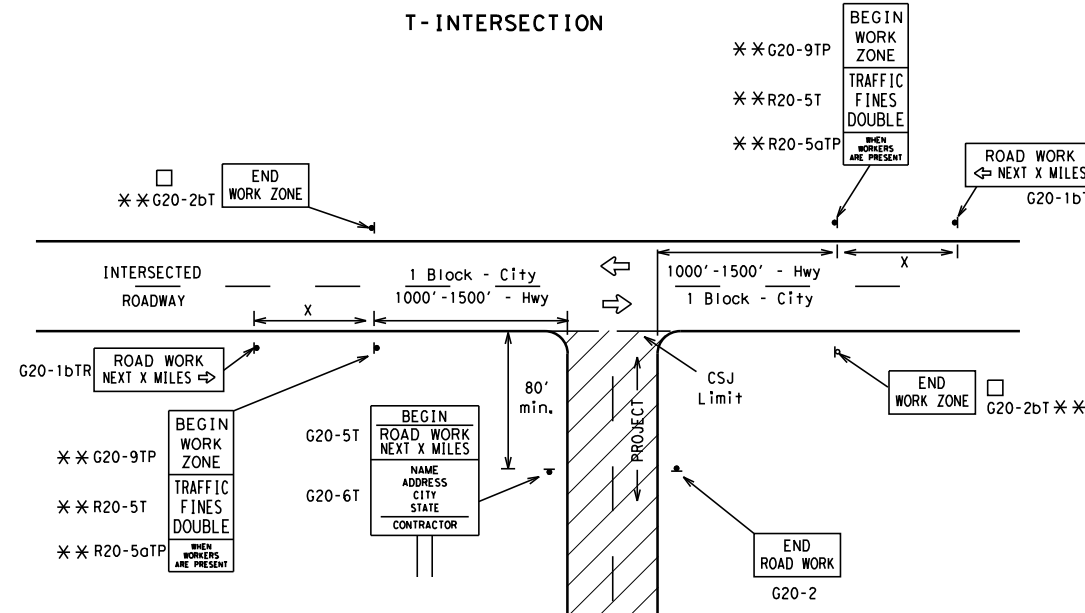 T-INTERSECTION
BEGIN
WORK
ZONE
TRAFFIC
FINES
DOUBLE
WHEN
WORKERS
ARE PRESENT
**G20-9TP
**R20-5T
**R20-5aTP
ROAD WORK
⇦ NEXT X MILES
G20-1bT
□
**G20-2bT
END
WORK ZONE
INTERSECTED
ROADWAY
X
1 Block - City
1000'-1500' - Hwy
1000'-1500' - Hwy
1 Block - City
X
G20-1bTR
ROAD WORK
NEXT X MILES ⇨
80'
min.
PROJECT
CSJ
Limit
END
WORK ZONE
□
G20-2bT **
**G20-9TP
**R20-5T
**R20-5aTP
BEGIN
WORK
ZONE
TRAFFIC
FINES
DOUBLE
WHEN
WORKERS
ARE PRESENT
G20-5T
G20-6T
BEGIN
ROAD WORK
NEXT X MILES
NAME
ADDRESS
CITY
STATE
CONTRACTOR
END
ROAD WORK
G20-2